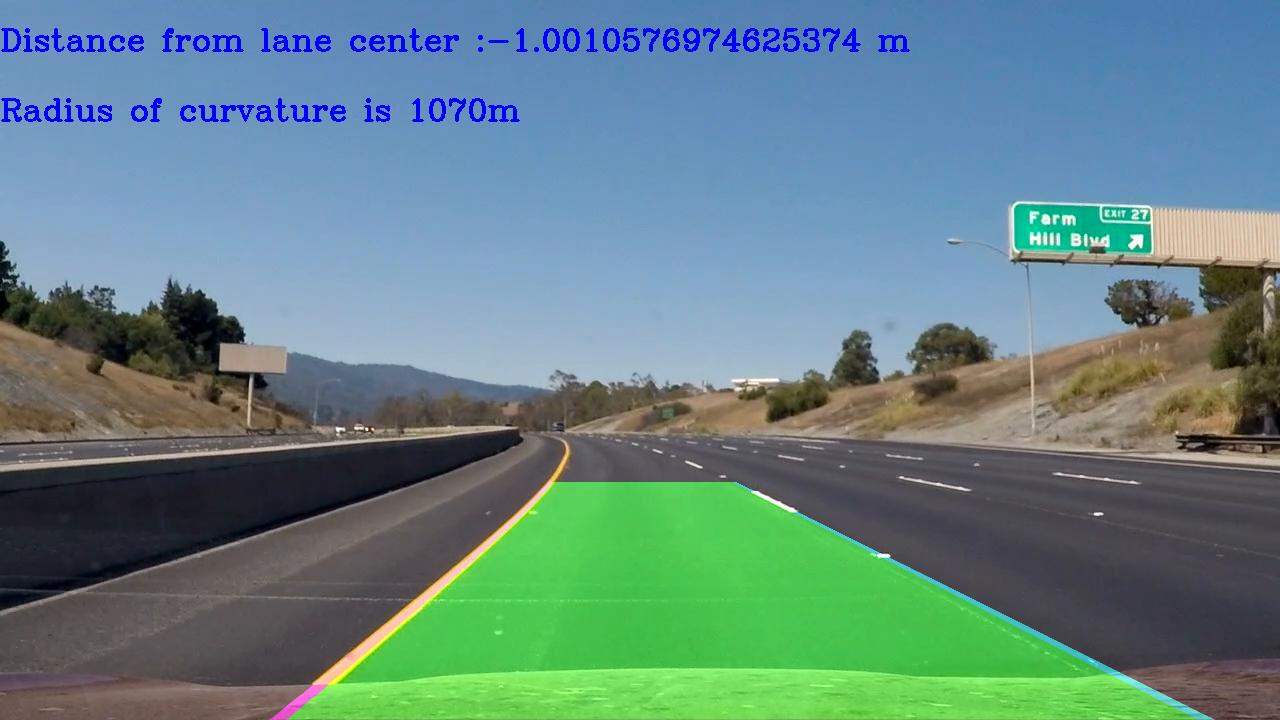 Distance from lane center :-1.0010576974625374 m
Radius of curvature is 1070m
EXIT 27
Farm
Hill Blvd